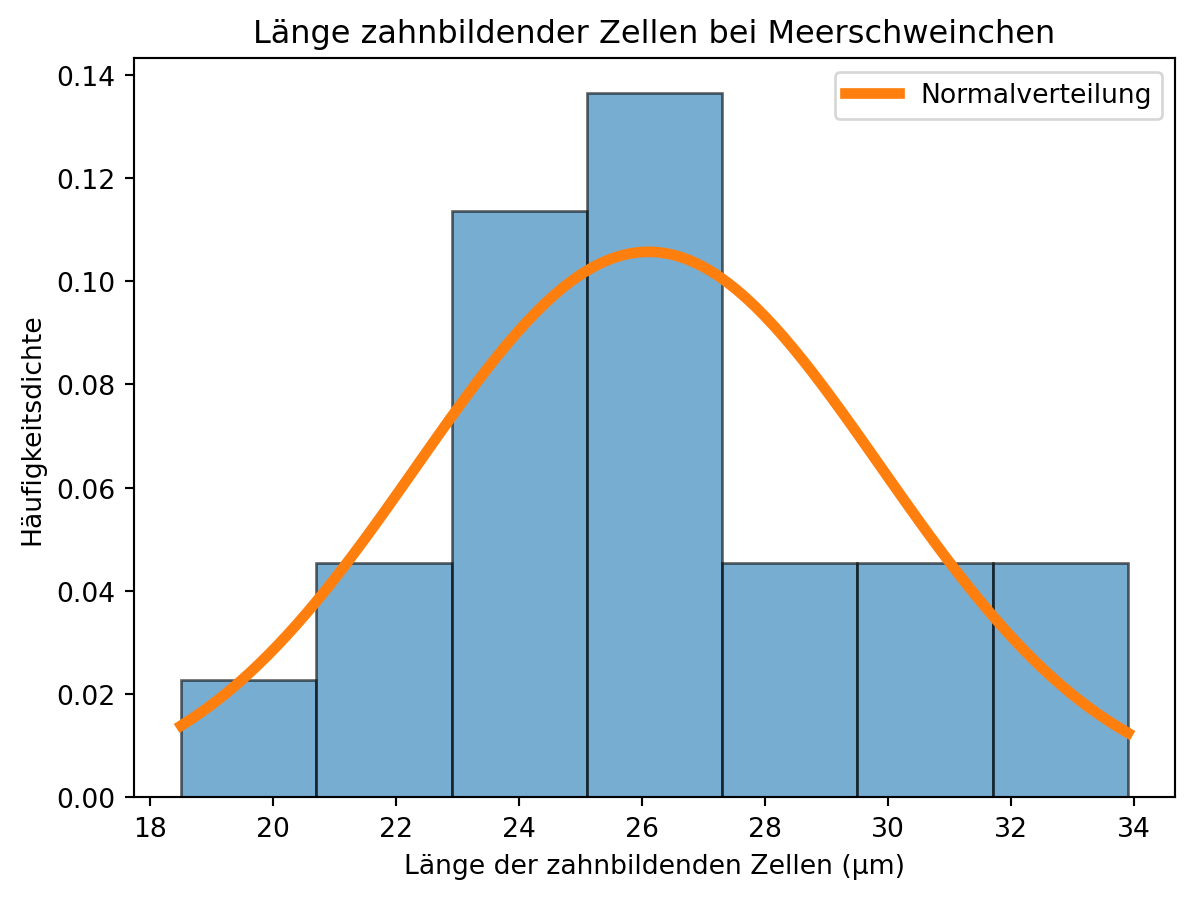 Länge zahnbildender Zellen bei Meerschweinchen
Normalverteilung
0.14
0.12
0.10
0.08
0.06
0.04
0.02
0.00
Häufigkeitsdichte
18 20 22 24 26 28 30 32 34
Länge der zahnbildenden Zellen (µm)